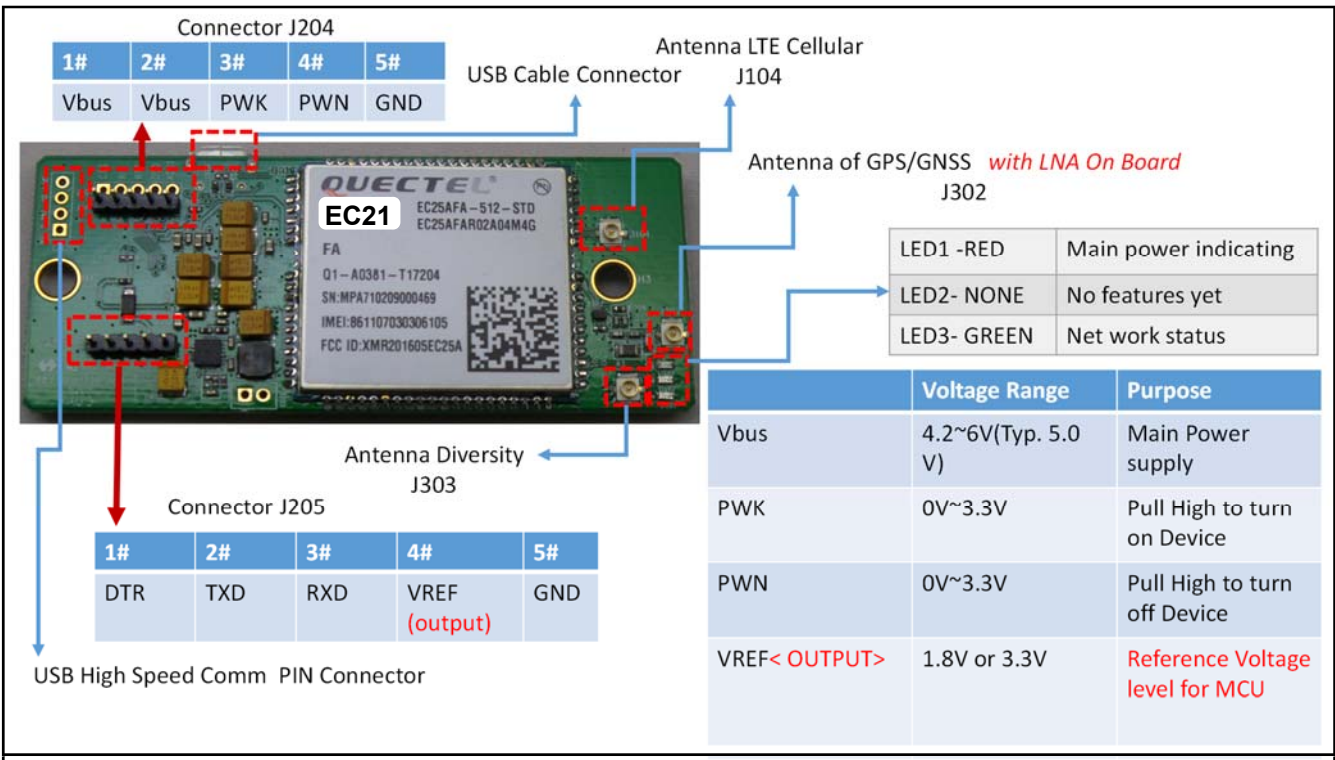 Connector J204
1# 2# 3# 4# 5#
Vbus Vbus PWK PWN GND
USB Cable Connector
Antenna LTE Cellular
J104
Antenna of GPS/GNSS with LNA On Board
J302
QUECTEL
EC21
EC25AFA-512-STD
EC25AFAR02A04M4G
FA
Q1-A0381-T17204
SN:MPA710209000469
IMEI:861107030306105
FCC ID:XMR201605EC25A
LED1 -RED Main power indicating
LED2- NONE No features yet
LED3- GREEN Net work status
Antenna Diversity
J303
Connector J205
1# 2# 3# 4# 5#
DTR TXD RXD VREF GND
(output)
USB High Speed Comm PIN Connector
Voltage Range Purpose
Vbus 4.2~6V(Typ. 5.0 Main Power
V) supply
PWK 0V~3.3V Pull High to turn
on Device
PWN 0V~3.3V Pull High to turn
off Device
VREF< OUTPUT> 1.8V or 3.3V Reference Voltage
level for MCU